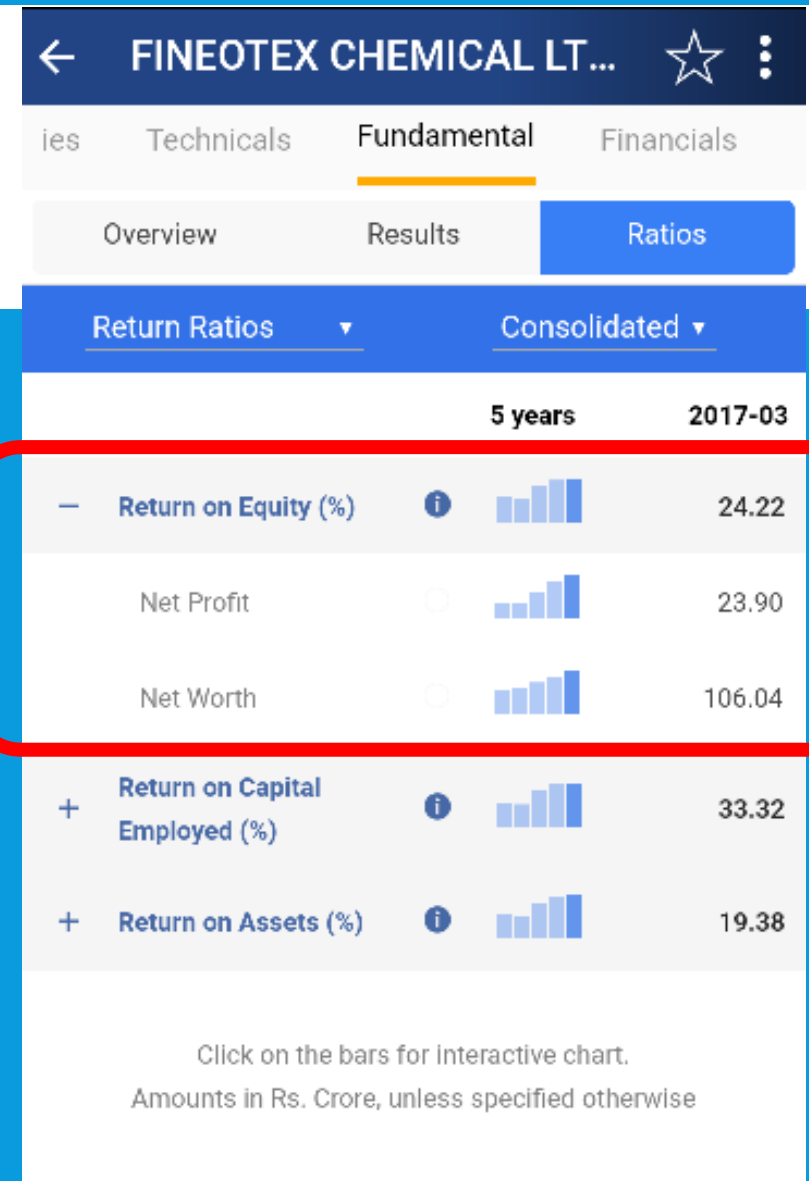 FINEOTEX CHEMICAL LT...
ies Technicals Fundamental Financials
Overview Results Ratios
Return Ratios Consolidated
5 years 2017-03
Return on Equity (%) 24.22
Net Profit 23.90
Net Worth 106.04
Return on Capital
Employed (%) 33.32
Return on Assets (%) 19.38
Click on the bars for interactive chart.
Amounts in Rs. Crore, unless specified otherwise